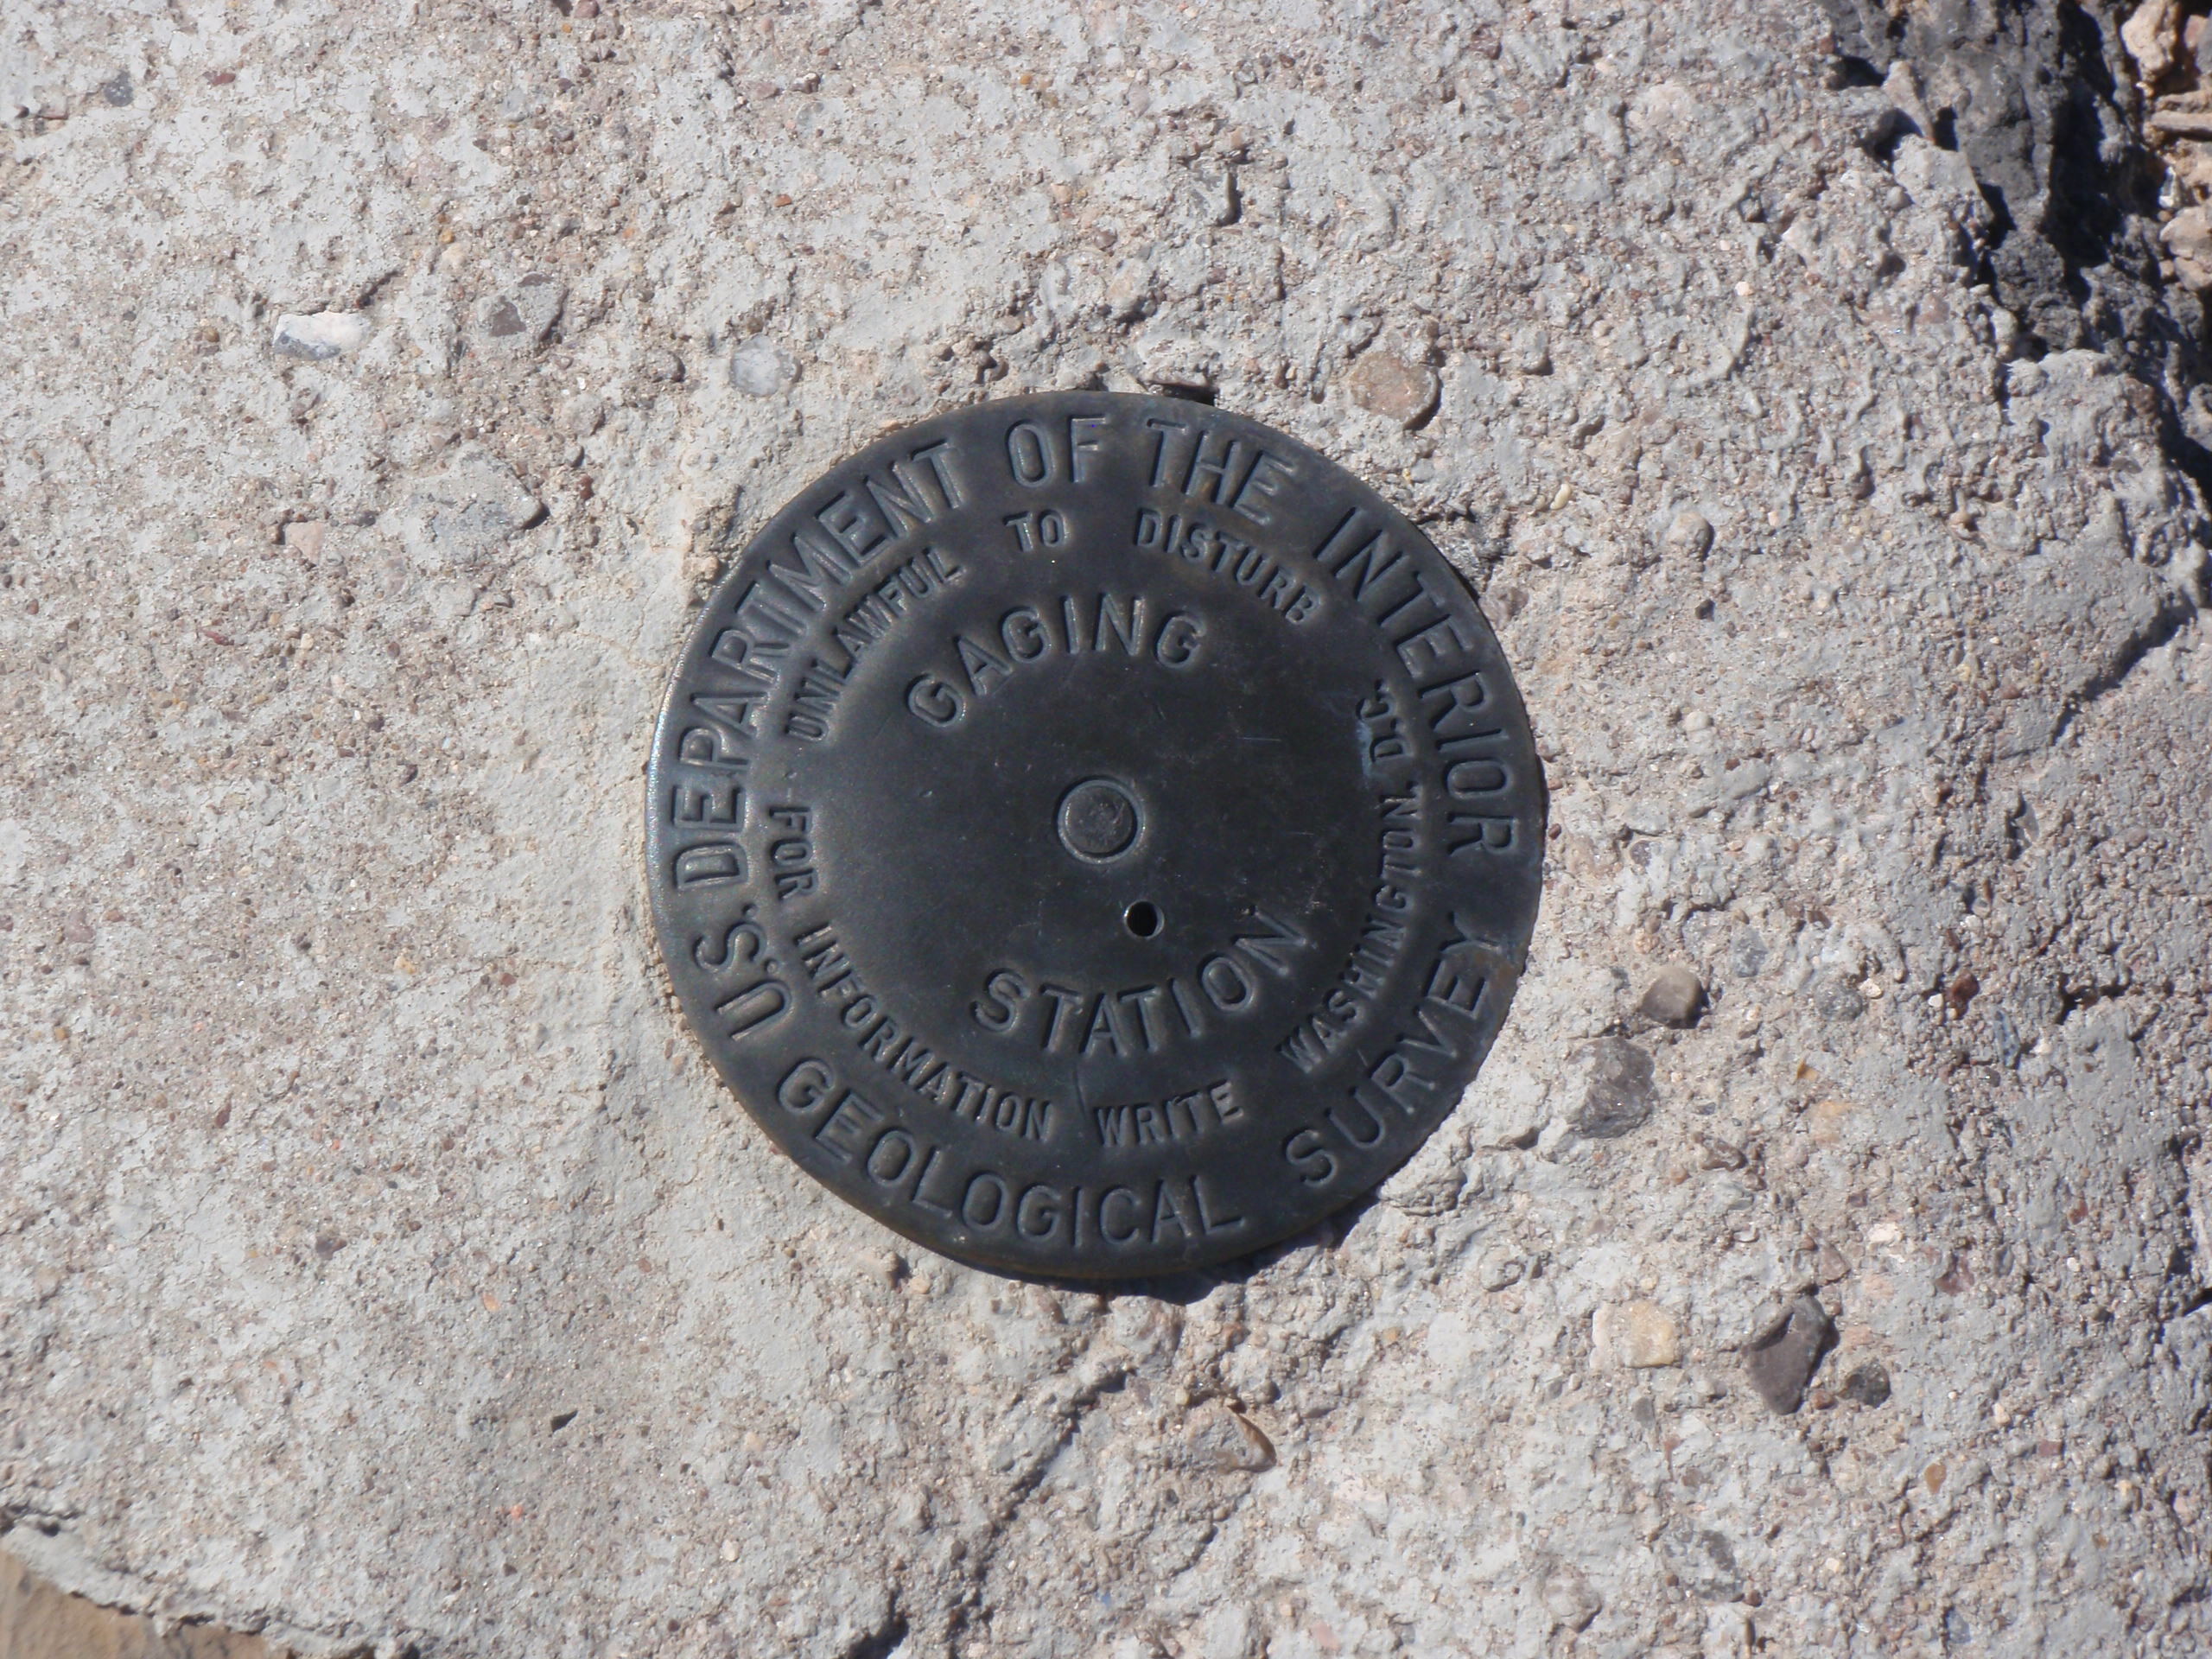 U.S. DEPARTMENT OF THE INTERIOR
GEOLOGICAL SURVEY
UNLAWFUL TO DISTURB
FOR INFORMATION WRITE WASHINGTON, D.C.
GAGING
STATION